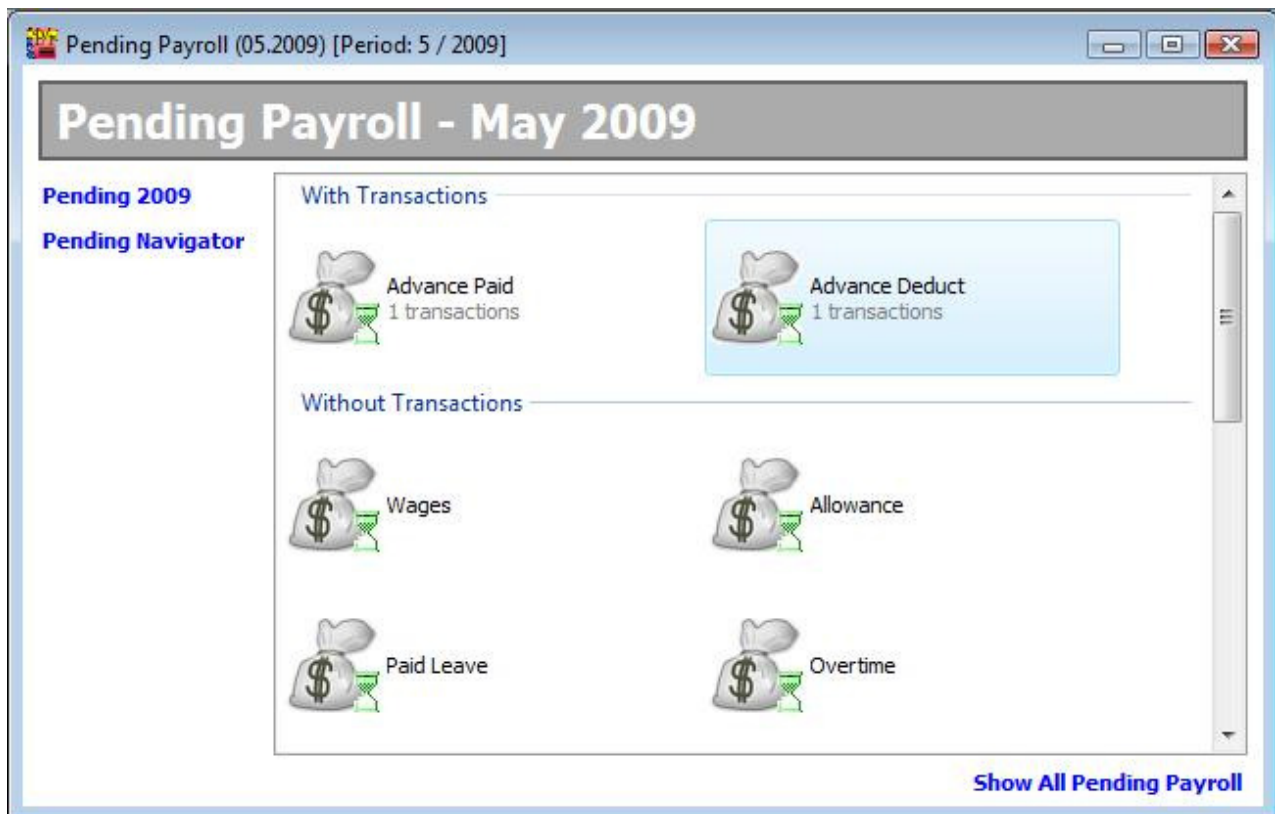 Pending Payroll (05.2009) [Period: 5 / 2009]
Pending Payroll - May 2009
Pending 2009
Pending Navigator
With Transactions
Advance Paid
1 transactions
Advance Deduct
1 transactions
Without Transactions
Wages
Allowance
Paid Leave
Overtime
Show All Pending Payroll